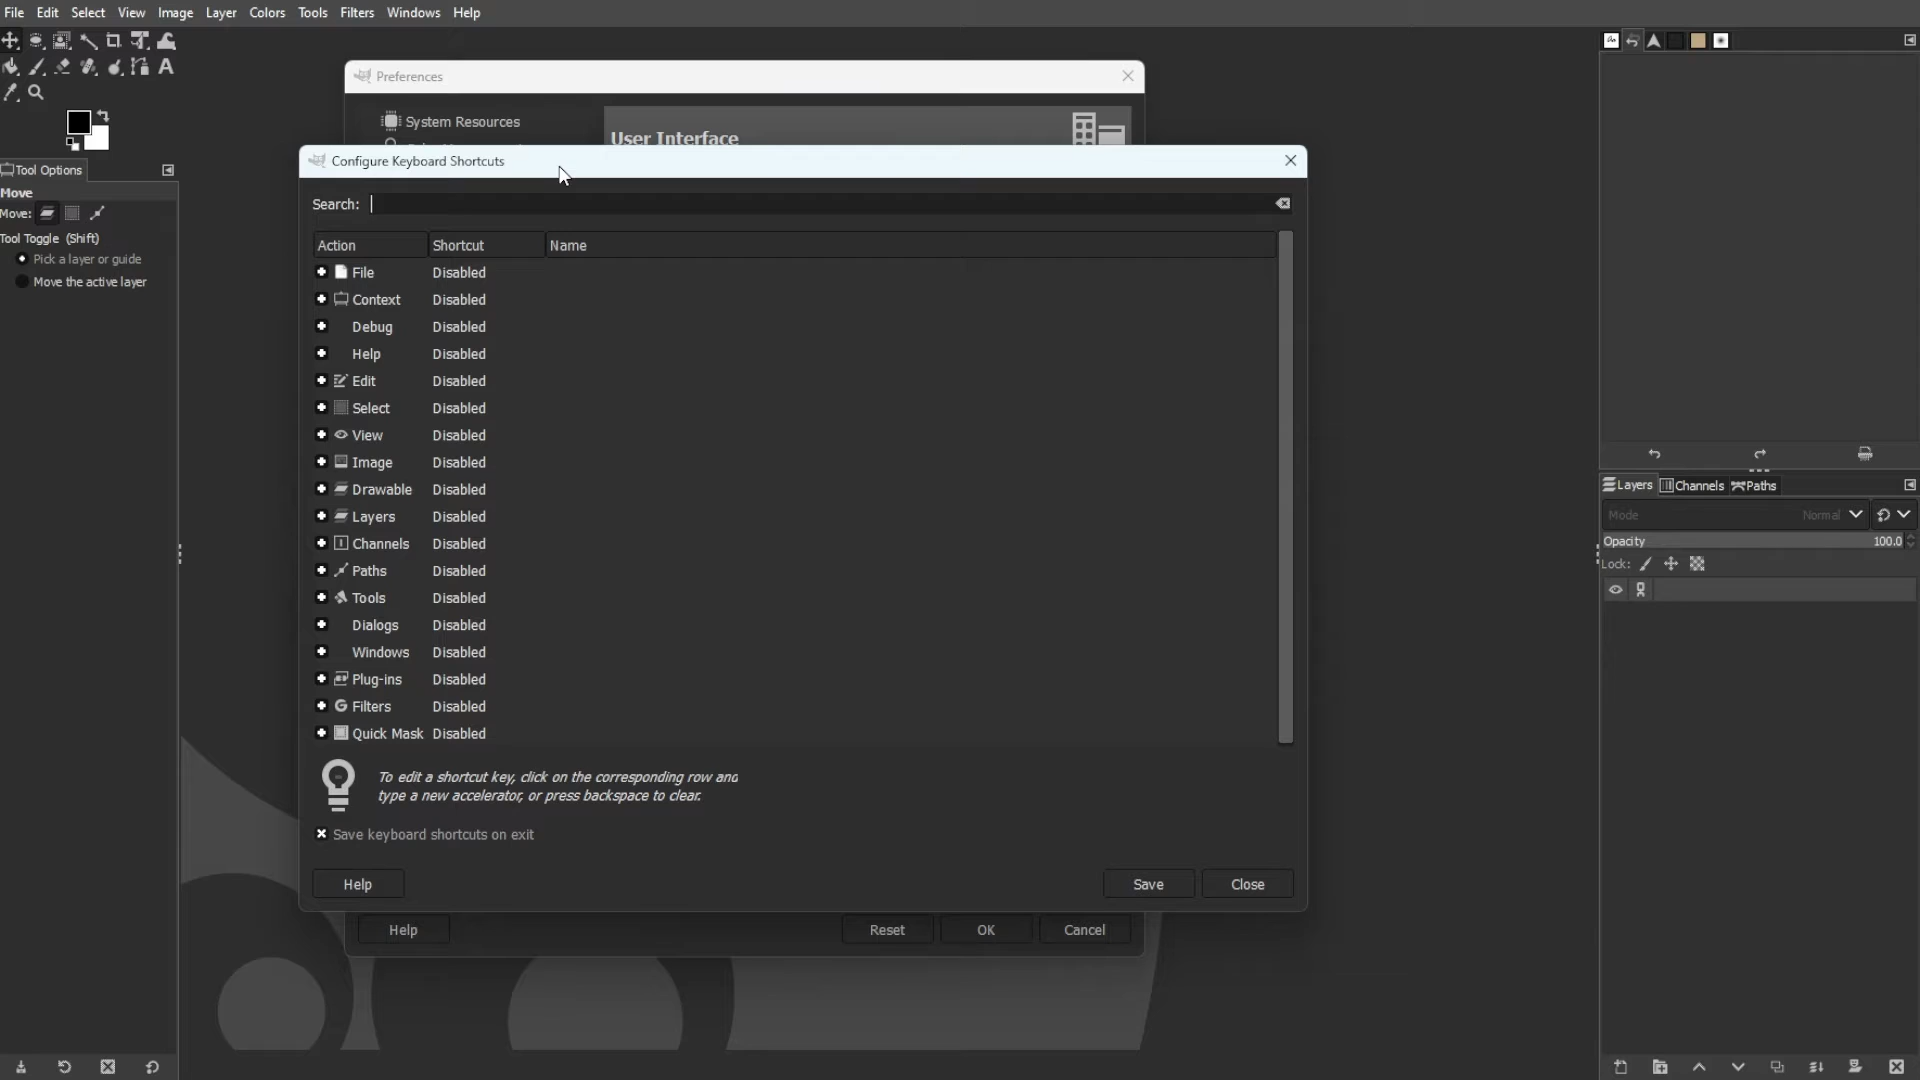 File Edit Select View Image Layer Colors Tools Filters Windows Help
Preferences
System Resources
User Interface
Tool Options
Move
Move:
Tool Toggle (Shift)
Pick a layer or guide
Move the active layer
Configure Keyboard Shortcuts
Search:
Action Shortcut Name
File Disabled
Context Disabled
Debug Disabled
Help Disabled
Edit Disabled
Select Disabled
View Disabled
Image Disabled
Drawable Disabled
Layers Disabled
Channels Disabled
Paths Disabled
Tools Disabled
Dialogs Disabled
Windows Disabled
Plug-ins Disabled
Filters Disabled
Quick Mask Disabled
To edit a shortcut key, click on the corresponding row and
type a new accelerator, or press backspace to clear.
Save keyboard shortcuts on exit
Help Save Close
Help Reset OK Cancel
Layers Channels Paths
Mode Normal
Opacity 100.0
Lock: